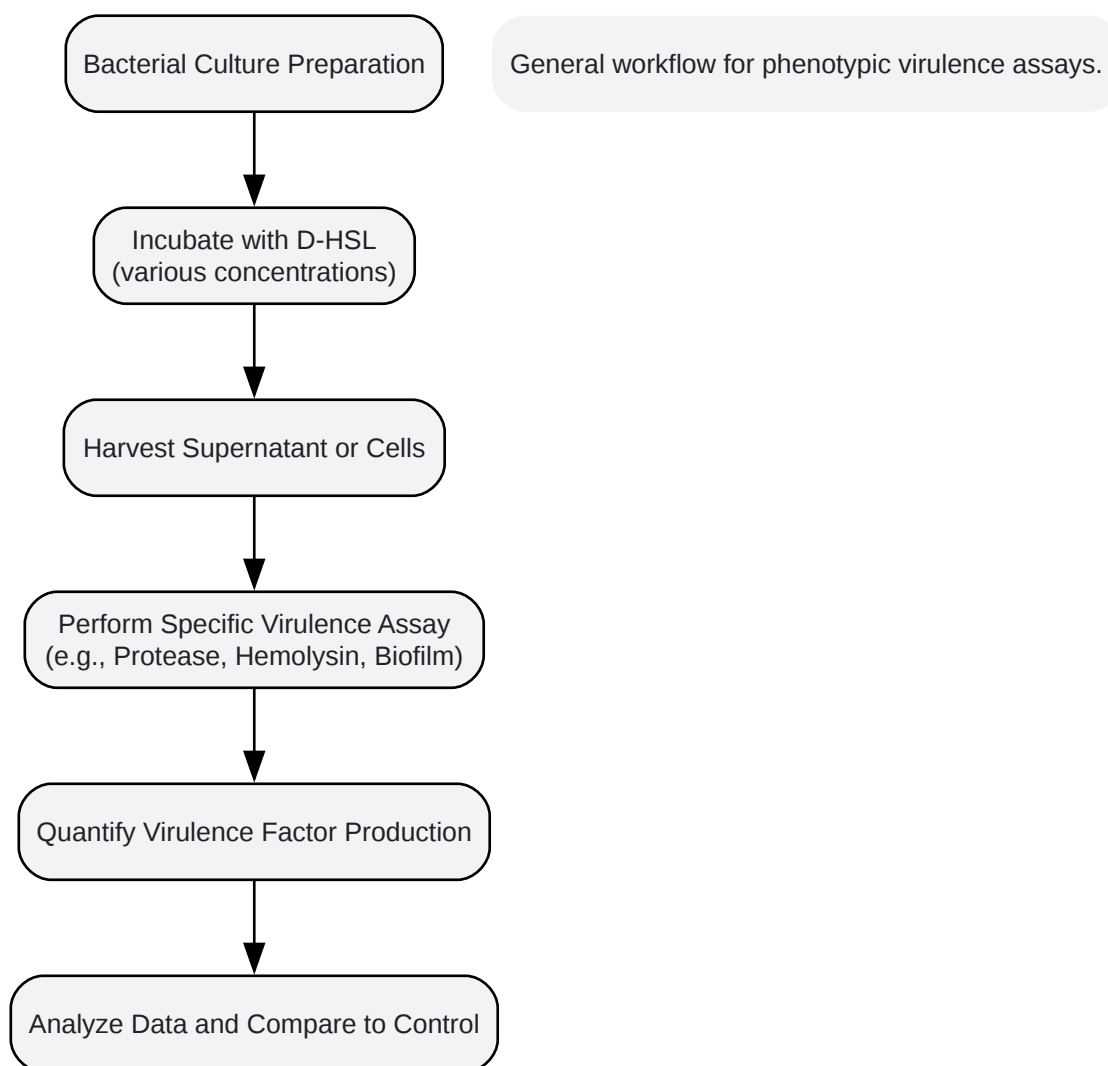 Bacterial Culture Preparation
General workflow for phenotypic virulence assays.
Incubate with D-HSL
(various concentrations)
Harvest Supernatant or Cells
Perform Specific Virulence Assay
(e.g., Protease, Hemolysin, Biofilm)
Quantify Virulence Factor Production
Analyze Data and Compare to Control